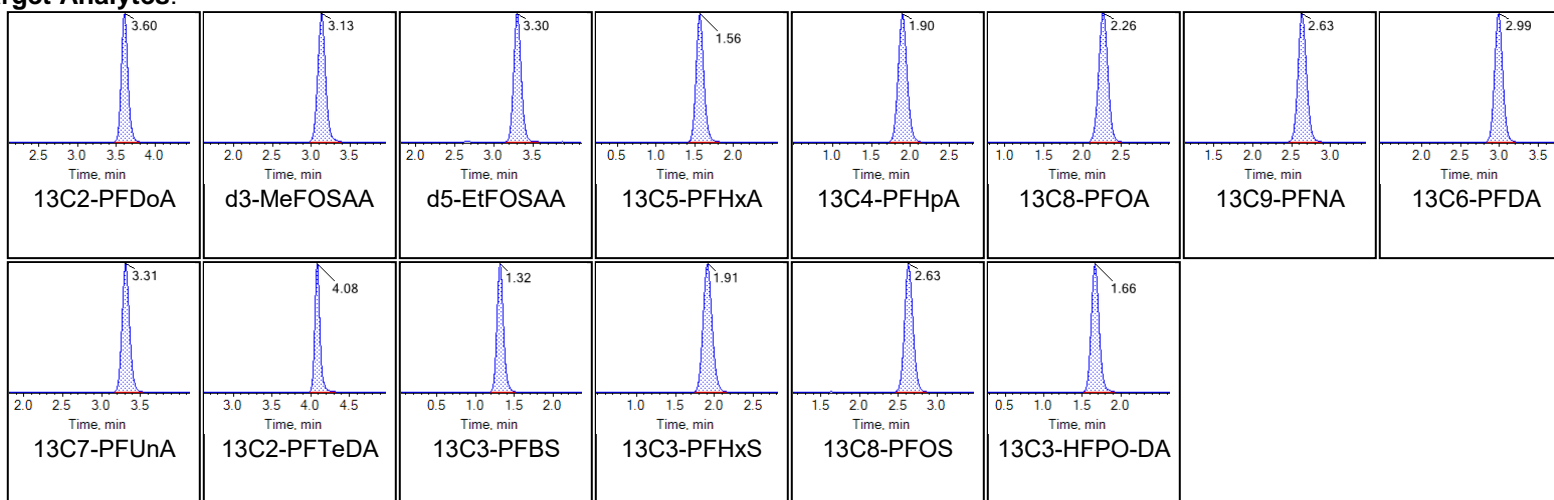 rget Analytes:
3.60
2.5 3.0 3.5 4.0
Time, min
13C2-PFDoA
3.13
2.0 2.5 3.0 3.5
Time, min
d3-MeFOSAA
3.30
2.0 2.5 3.0 3.5
Time, min
d5-EtFOSAA
1.56
0.5 1.0 1.5 2.0
Time, min
13C5-PFHxA
1.90
1.0 1.5 2.0 2.5
Time, min
13C4-PFHpA
2.26
1.0 1.5 2.0 2.5
Time, min
13C8-PFOA
2.63
1.5 2.0 2.5 3.0
Time, min
13C9-PFNA
2.99
2.0 2.5 3.0 3.5
Time, min
13C6-PFDA
3.31
2.0 2.5 3.0 3.5
Time, min
13C7-PFUnA
4.08
3.0 3.5 4.0 4.5
Time, min
13C2-PFTeDA
1.32
0.5 1.0 1.5 2.0
Time, min
13C3-PFBS
1.91
1.0 1.5 2.0 2.5
Time, min
13C3-PFHxS
2.63
1.5 2.0 2.5 3.0
Time, min
13C8-PFOS
1.66
0.5 1.0 1.5 2.0
Time, min
13C3-HFPO-DA